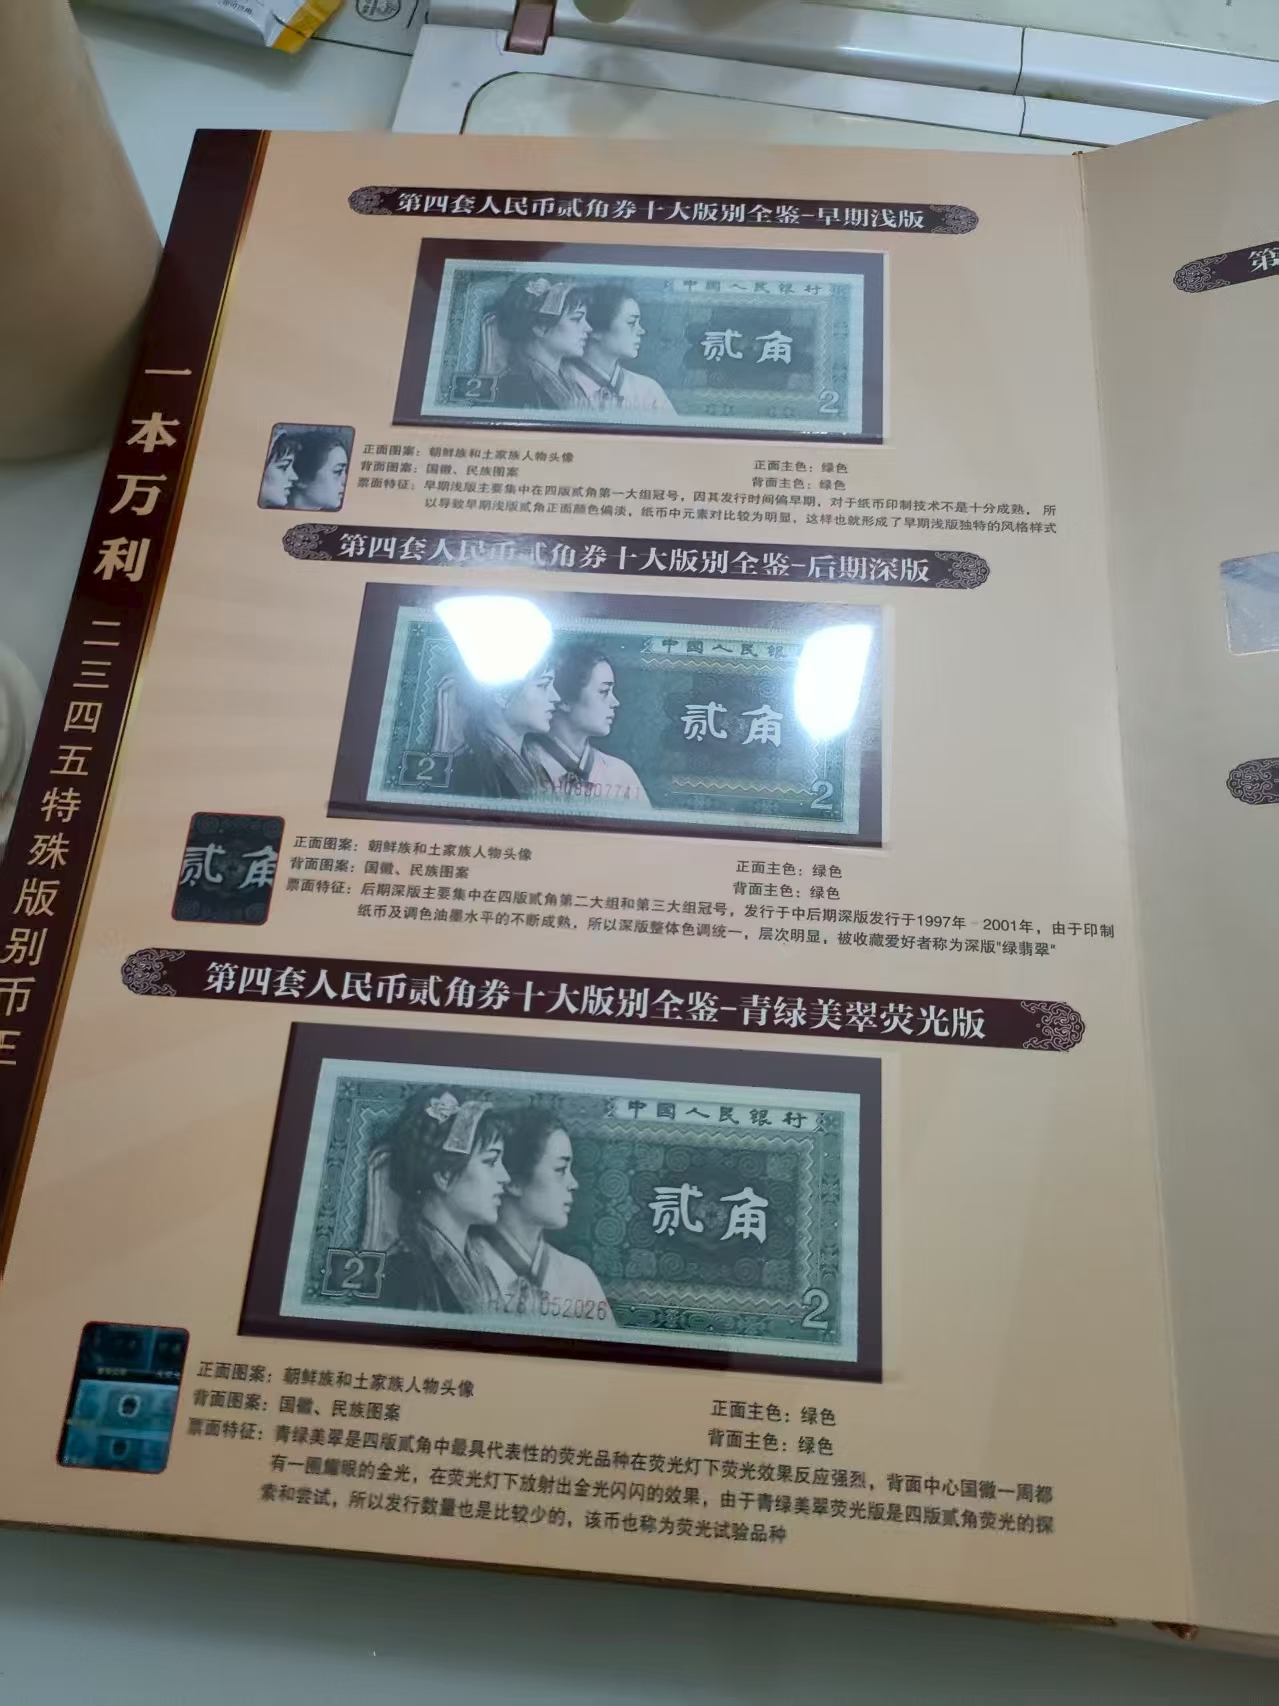 一本万利
二三四五特殊版别币王
第四套人民币贰角券十大版别全鉴-早期浅版
中国人民银行
贰角
2
2
正面图案：朝鲜族和土家族人物头像
正面主色：绿色
背面图案：国徽、民族图案
背面主色：绿色
票面特征：早期浅版主要集中在四版贰角第一大组冠号，因其发行时间偏早期，对于纸币印制技术不是十分成熟，所
以导致早期浅版贰角正面颜色偏淡，纸币中元素对比较为明显，这样也就形成了早期浅版独特的风格样式
第四套人民币贰角券十大版别全鉴-后期深版
中国人民银
贰角
2
2
贰角
正面图案：朝鲜族和土家族人物头像
正面主色：绿色
背面图案：国徽、民族图案
背面主色：绿色
票面特征：后期深版主要集中在四版贰角第二大组和第三大组冠号，发行于中后期深版发行于1997年-2001年，由于印制
纸币及调色油墨水平的不断成熟，所以深版整体色调统一，层次明显，被收藏爱好者称为深版"绿翡翠"
第四套人民币贰角券十大版别全鉴-青绿美翠荧光版
中国人民银行
贰角
2
HZ81052026
2
正面图案：朝鲜族和土家族人物头像
正面主色：绿色
背面图案：国徽、民族图案
背面主色：绿色
票面特征：青绿美翠是四版贰角中最具代表性的荧光品种在荧光灯下荧光效果反应强烈，背面中心国徽一周都
有一圈耀眼的金光，在荧光灯下放射出金光闪闪的效果，由于青绿美翠荧光版是四版贰角荧光的探
索和尝试，所以发行数量也是比较少的，该币也称为荧光试验品种
第